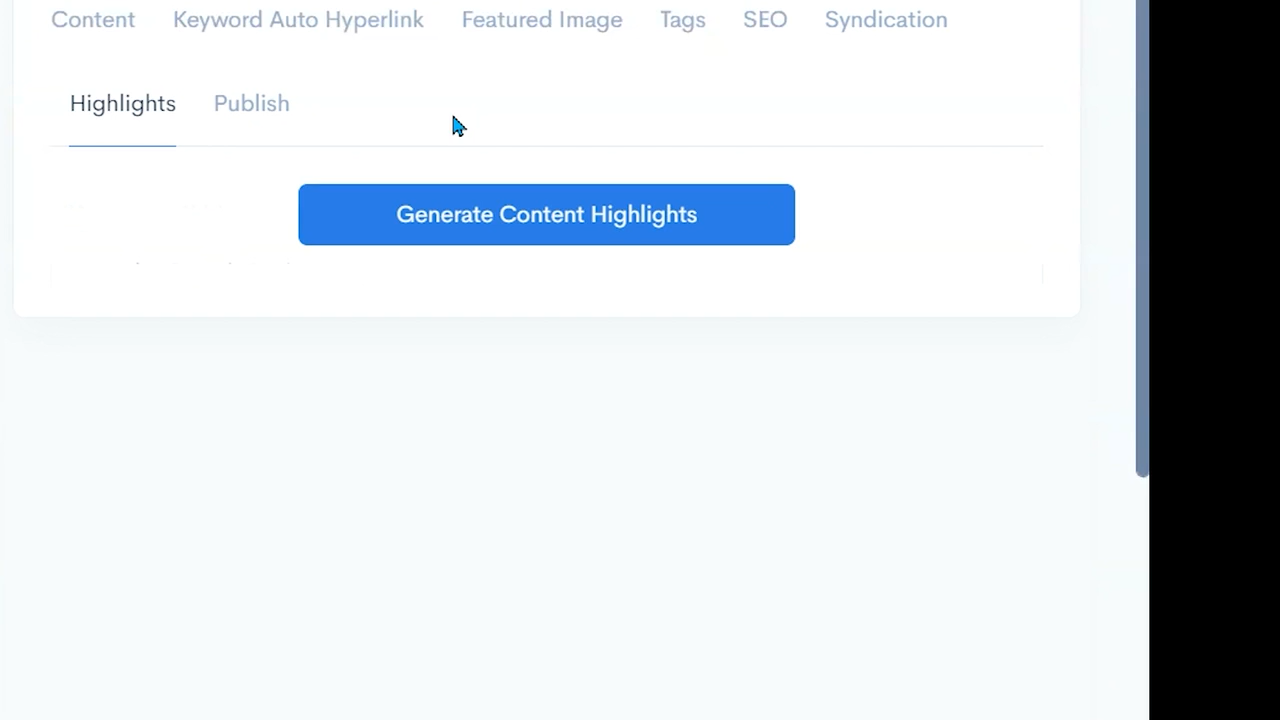 Content Keyword Auto Hyperlink Featured Image Tags SEO Syndication
Highlights Publish
Generate Content Highlights